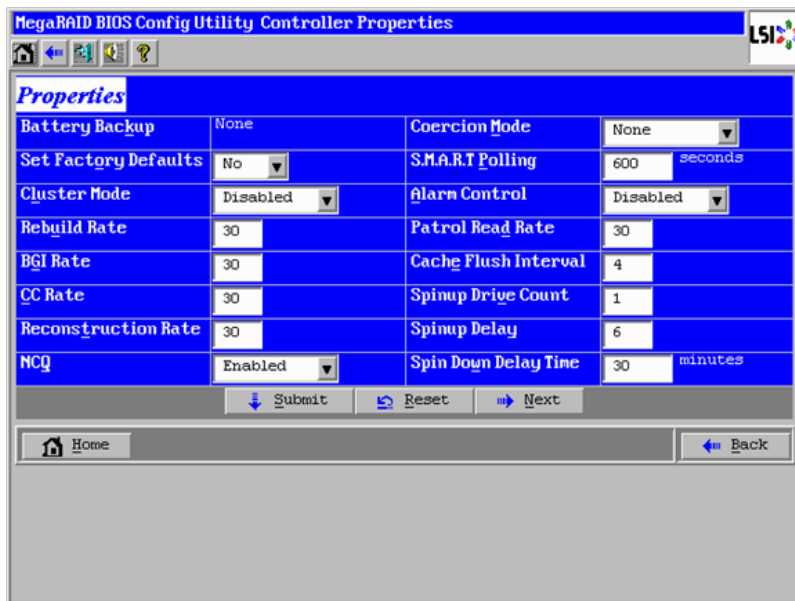 MegaRAID BIOS Config Utility Controller Properties
LSI
Properties
Battery Backup None Coercion Mode None
Set Factory Defaults No S.M.A.R.T Polling 600 seconds
Cluster Mode Disabled Alarm Control Disabled
Rebuild Rate 30 Patrol Read Rate 30
BGI Rate 30 Cache Flush Interval 4
CC Rate 30 Spinup Drive Count 1
Reconstruction Rate 30 Spinup Delay 6
NCQ Enabled Spin Down Delay Time 30 minutes
Submit Reset Next
Home Back